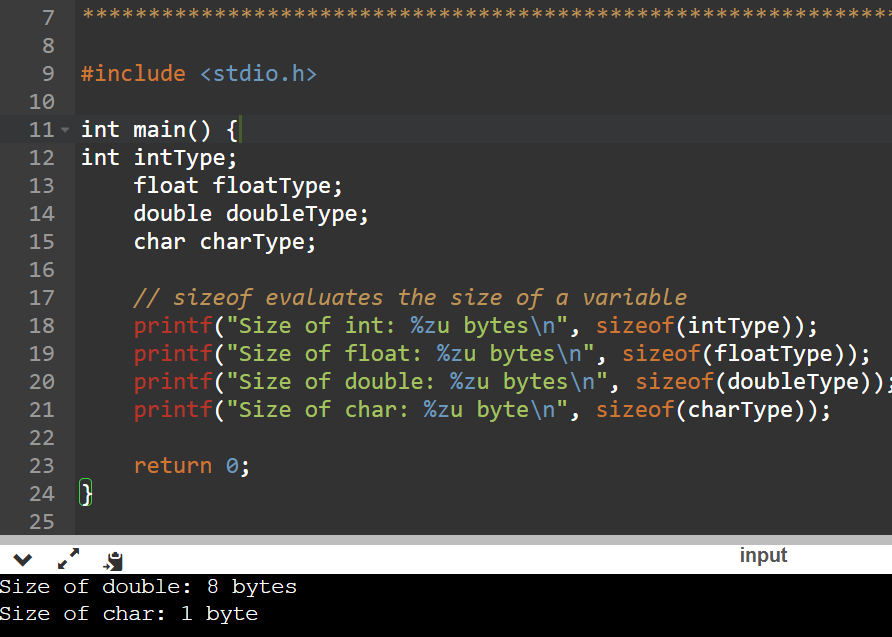 7 *************************************************************
8
9 #include <stdio.h>
10
11 int main() {
12 int intType;
13     float floatType;
14     double doubleType;
15     char charType;
16
17     // sizeof evaluates the size of a variable
18     printf("Size of int: %zu bytes\n", sizeof(intType));
19     printf("Size of float: %zu bytes\n", sizeof(floatType));
20     printf("Size of double: %zu bytes\n", sizeof(doubleType));
21     printf("Size of char: %zu byte\n", sizeof(charType));
22
23     return 0;
24 }
25
input
Size of double: 8 bytes
Size of char: 1 byte